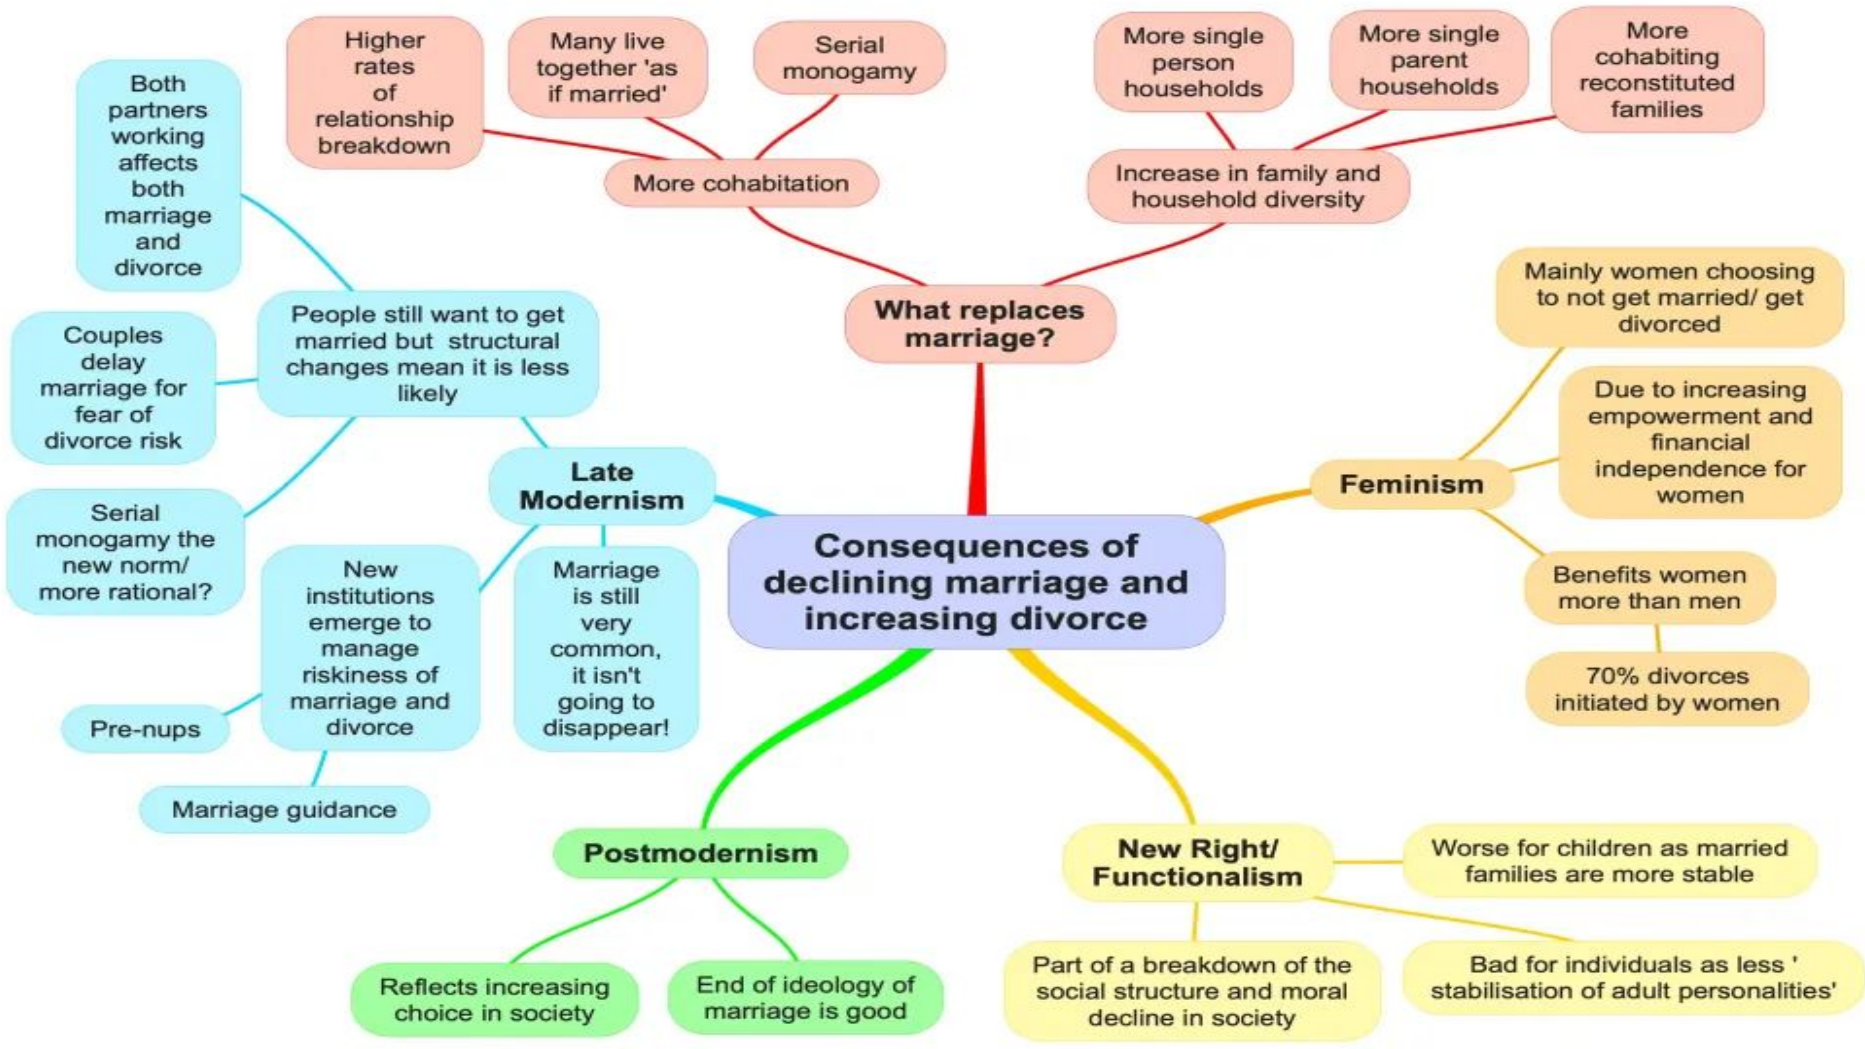 Higher
rates
of
relationship
breakdown
Many live
together 'as
if married'
Serial
monogamy
More cohabitation
More single
person
households
More single
parent
households
More
cohabiting
reconstituted
families
Increase in family and
household diversity
What replaces
marriage?
Both
partners
working
affects
both
marriage
and
divorce
Couples
delay
marriage for
fear of
divorce risk
Serial
monogamy the
new norm/
more rational?
People still want to get
married but structural
changes mean it is less
likely
Late
Modernism
New
institutions
emerge to
manage
riskiness of
marriage and
divorce
Marriage
is still
very
common,
it isn't
going to
disappear!
Pre-nups
Marriage guidance
Consequences of
declining marriage and
increasing divorce
Feminism
Mainly women choosing
to not get married/ get
divorced
Due to increasing
empowerment and
financial
independence for
women
Benefits women
more than men
70% divorces
initiated by women
Postmodernism
Reflects increasing
choice in society
End of ideology of
marriage is good
New Right/
Functionalism
Worse for children as married
families are more stable
Part of a breakdown of the
social structure and moral
decline in society
Bad for individuals as less '
stabilisation of adult personalities'